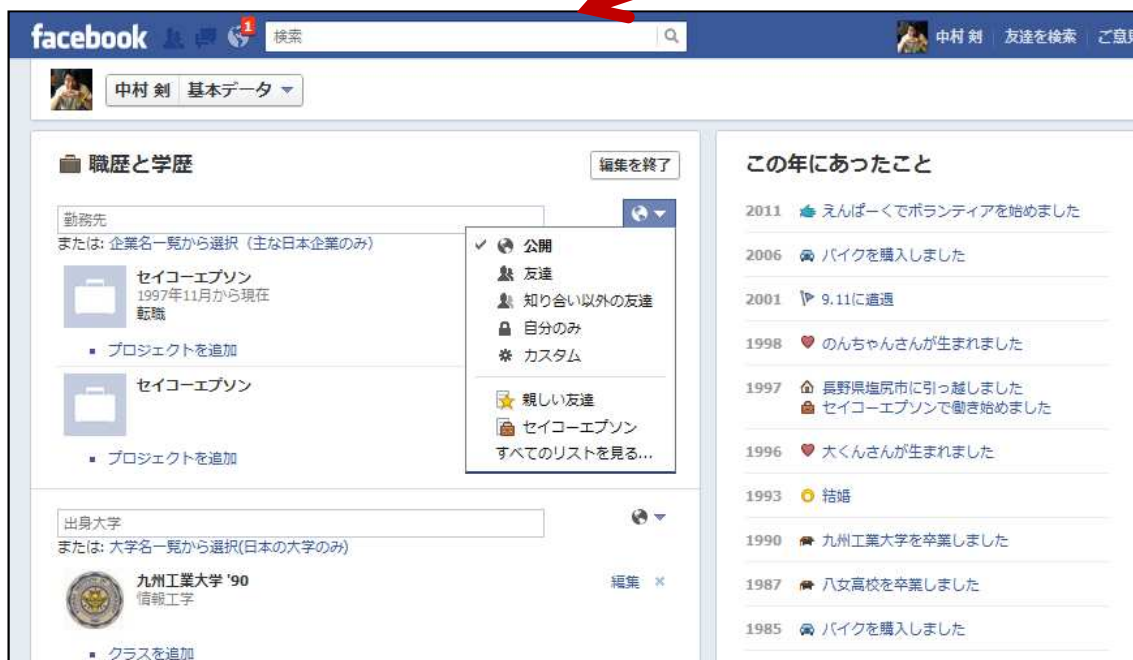 facebook
1
検索
中村 剣
友達を検索
ご意見
中村 剣
基本データ
職歴と学歴
編集を終了
勤務先
または: 企業名一覧から選択 (主な日本企業のみ)
セイコーエプソン
1997年11月から現在
転職
プロジェクトを追加
セイコーエプソン
プロジェクトを追加
公開
友達
知り合い以外の友達
自分のみ
カスタム
親しい友達
セイコーエプソン
すべてのリストを見る...
出身大学
または: 大学名一覧から選択(日本の大学のみ)
九州工業大学 '90
情報工学
編集 ×
クラスを追加
この年にあったこと
2011 えんぱーくでボランティアを始めました
2006 バイクを購入しました
2001 9.11に遭遇
1998 のんちゃんさんが生まれました
1997 長野県塩尻市に引っ越しました
セイコーエプソンで働き始めました
1996 大くんさんが生まれました
1993 結婚
1990 九州工業大学を卒業しました
1987 八女高校を卒業しました
1985 バイクを購入しました